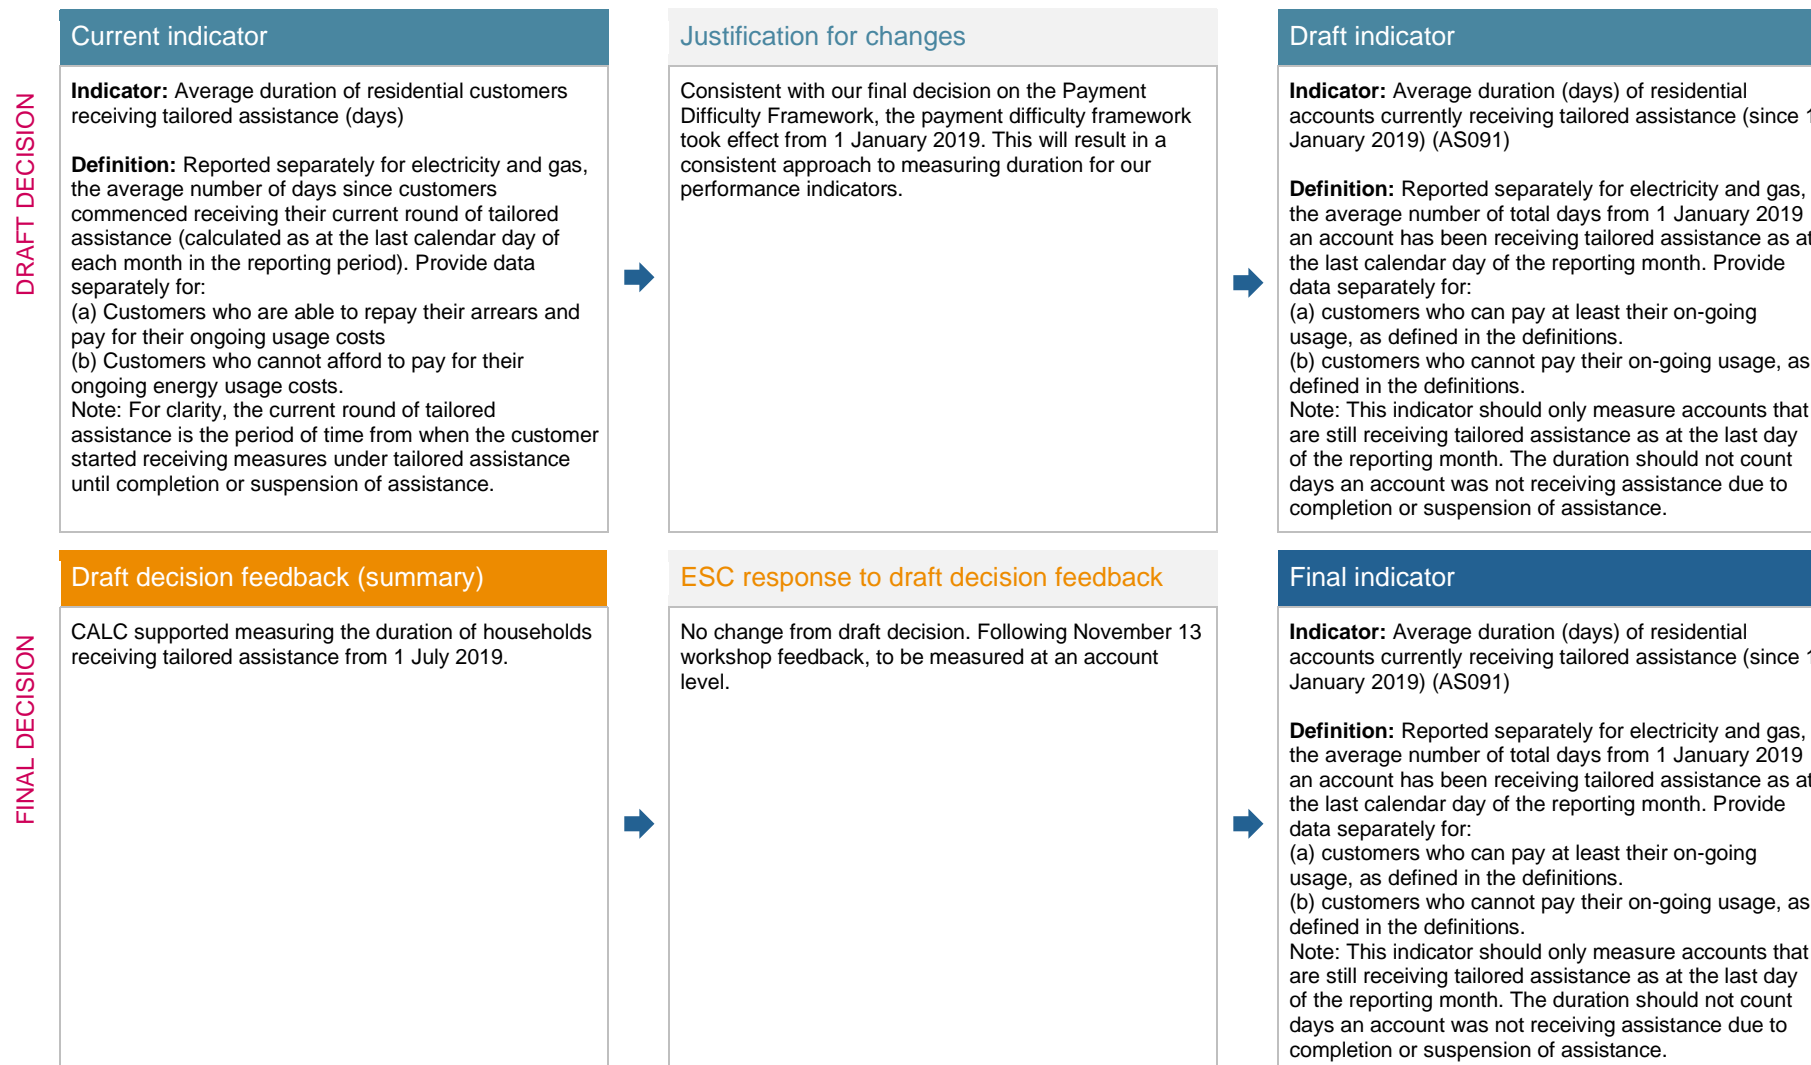 DRAFT DECISION
Current indicator
Indicator: Average duration of residential customers
receiving tailored assistance (days)
Definition: Reported separately for electricity and gas,
the average number of days since customers
commenced receiving their current round of tailored
assistance (calculated as at the last calendar day of
each month in the reporting period). Provide data
separately for:
(a) Customers who are able to repay their arrears and
pay for their ongoing usage costs
(b) Customers who cannot afford to pay for their
ongoing energy usage costs.
Note: For clarity, the current round of tailored
assistance is the period of time from when the customer
started receiving measures under tailored assistance
until completion or suspension of assistance.
Justification for changes
Consistent with our final decision on the Payment
Difficulty Framework, the payment difficulty framework
took effect from 1 January 2019. This will result in a
consistent approach to measuring duration for our
performance indicators.
Draft indicator
Indicator: Average duration (days) of residential
accounts currently receiving tailored assistance (since 1
January 2019) (AS091)
Definition: Reported separately for electricity and gas,
the average number of total days from 1 January 2019
an account has been receiving tailored assistance as at
the last calendar day of the reporting month. Provide
data separately for:
(a) customers who can pay at least their on-going
usage, as defined in the definitions.
(b) customers who cannot pay their on-going usage, as
defined in the definitions.
Note: This indicator should only measure accounts that
are still receiving tailored assistance as at the last day
of the reporting month. The duration should not count
days an account was not receiving assistance due to
completion or suspension of assistance.
FINAL DECISION
Draft decision feedback (summary)
CALC supported measuring the duration of households
receiving tailored assistance from 1 July 2019.
ESC response to draft decision feedback
No change from draft decision. Following November 13
workshop feedback, to be measured at an account
level.
Final indicator
Indicator: Average duration (days) of residential
accounts currently receiving tailored assistance (since 1
January 2019) (AS091)
Definition: Reported separately for electricity and gas,
the average number of total days from 1 January 2019
an account has been receiving tailored assistance as at
the last calendar day of the reporting month. Provide
data separately for:
(a) customers who can pay at least their on-going
usage, as defined in the definitions.
(b) customers who cannot pay their on-going usage, as
defined in the definitions.
Note: This indicator should only measure accounts that
are still receiving tailored assistance as at the last day
of the reporting month. The duration should not count
days an account was not receiving assistance due to
completion or suspension of assistance.